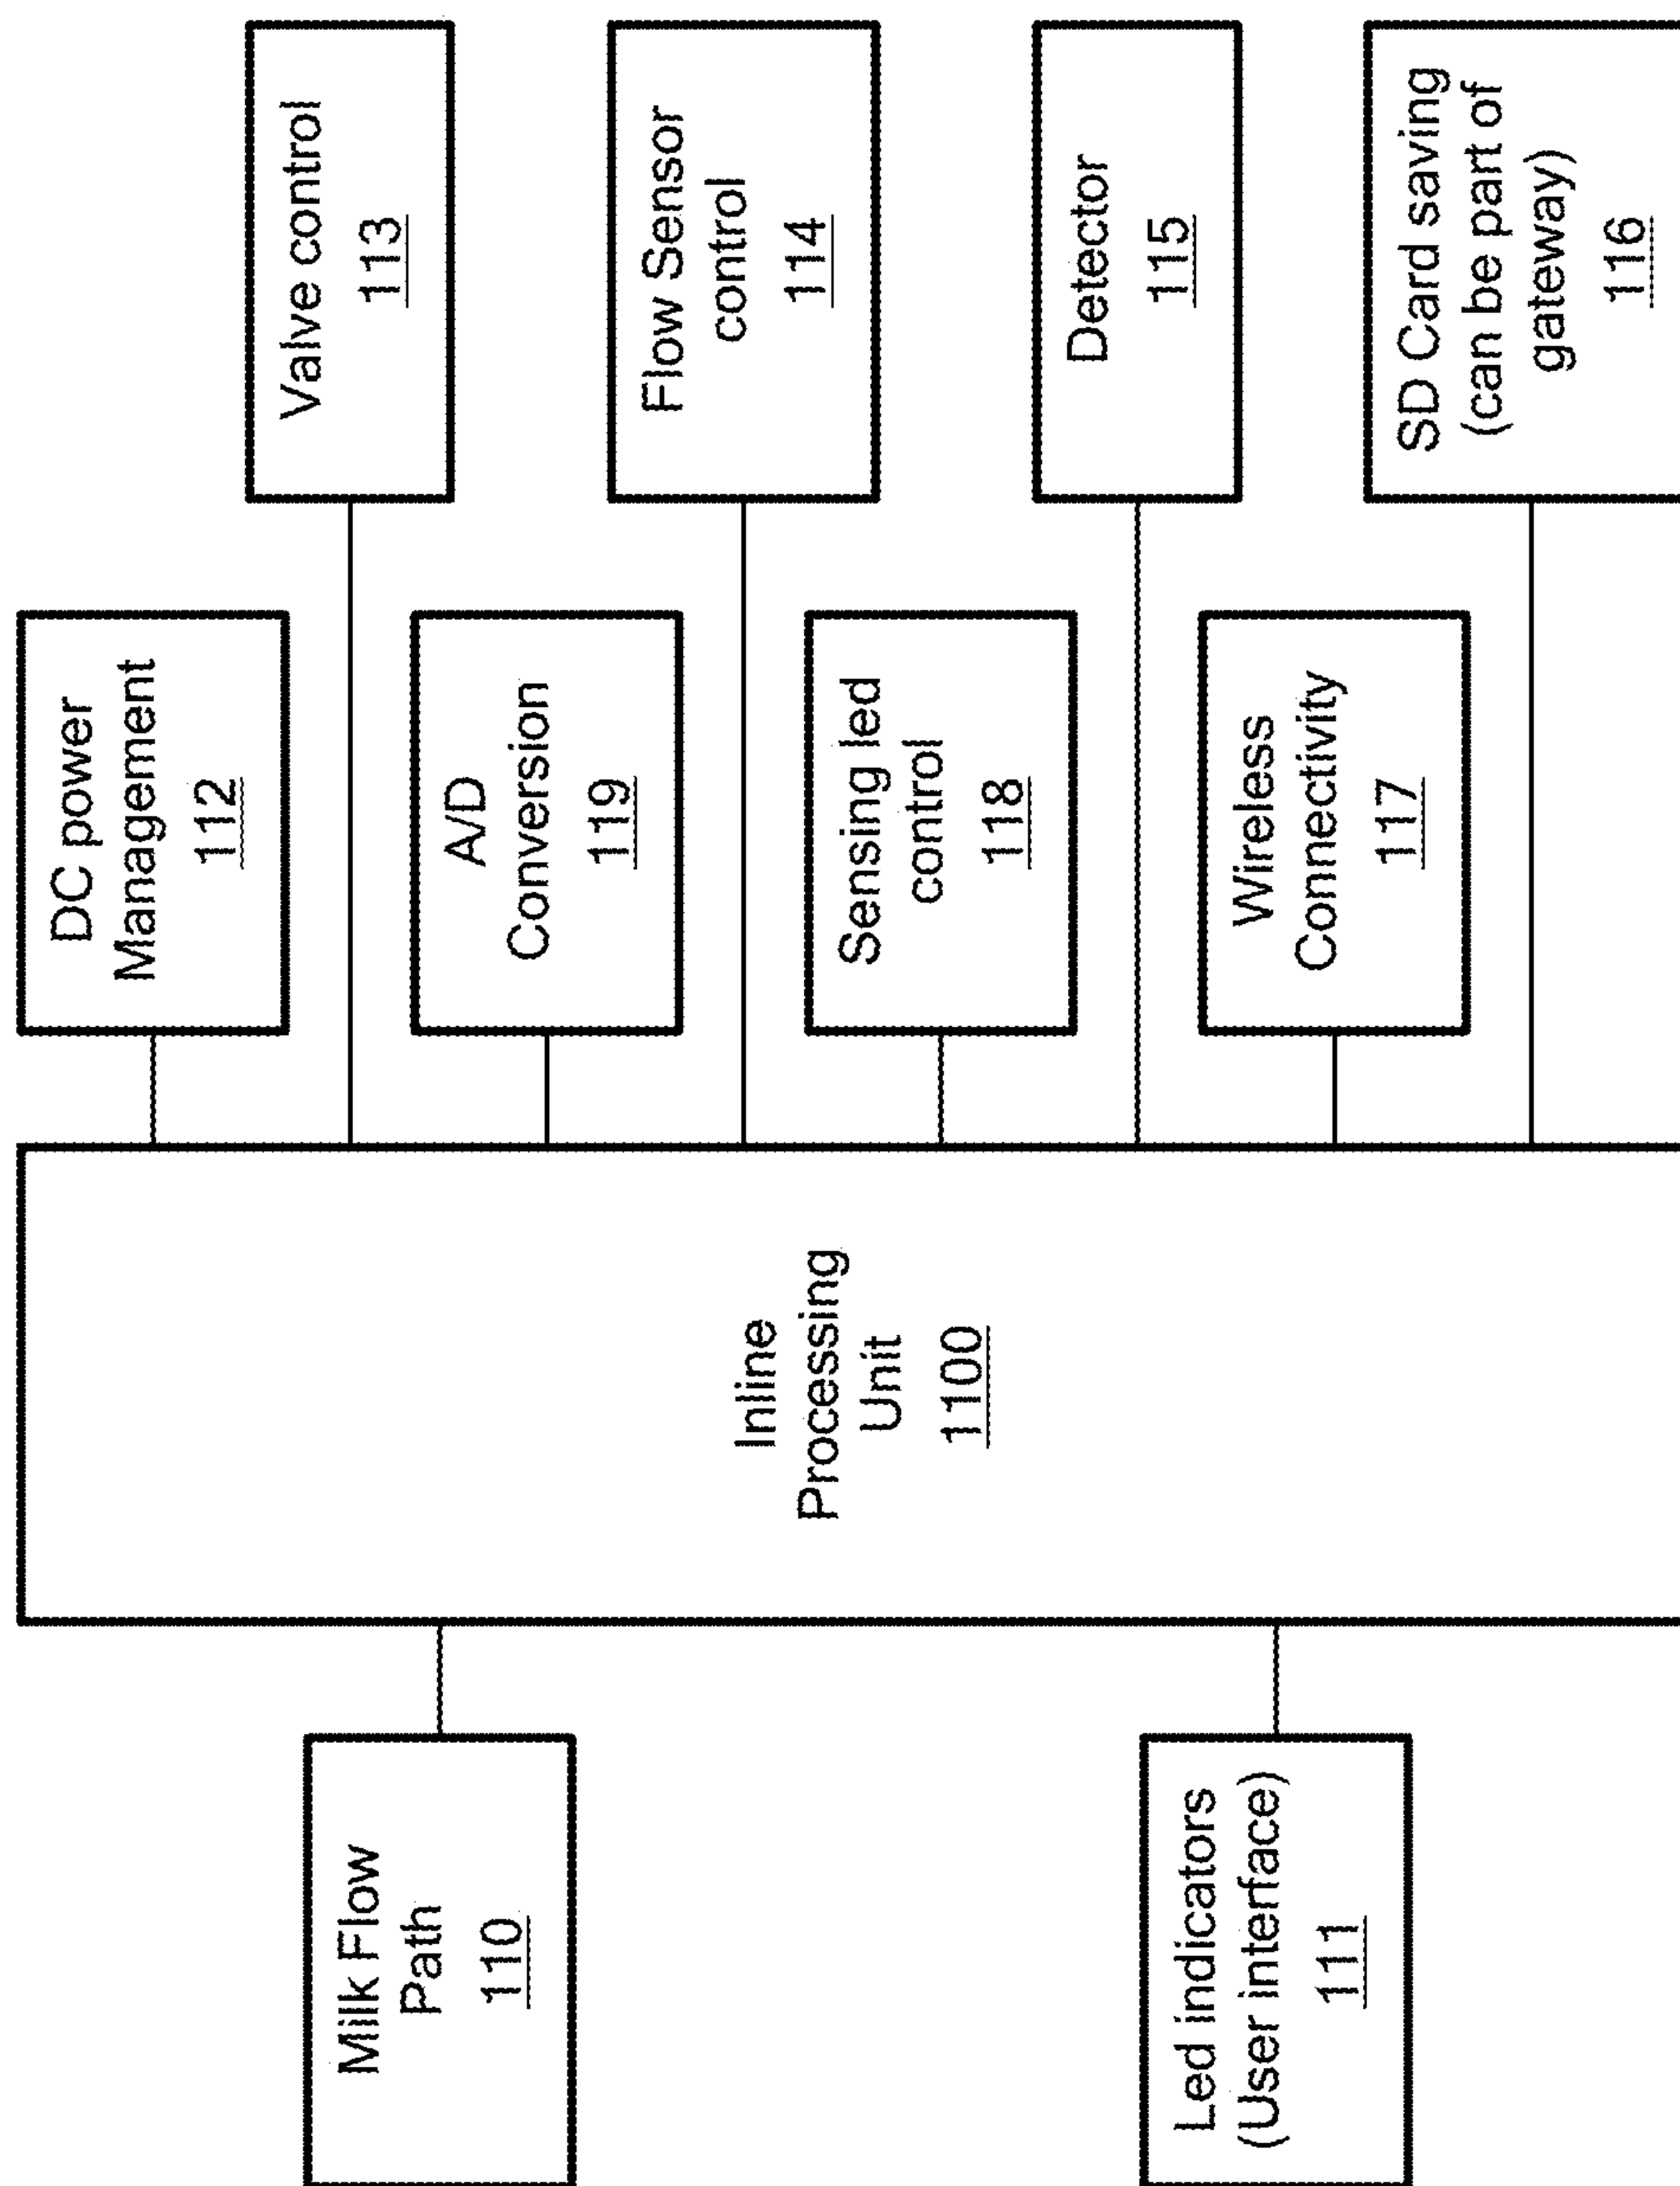 Milk Flow
Path
110
Led indicators
(User interface)
111
Inline
Processing
Unit
1100
DC power
Management
112
A/D
Conversion
119
Sensing led
control
118
Wireless
Connectivity
117
Valve control
113
Flow Sensor
control
114
Detector
115
SD Card saving
(can be part of
gateway)
116